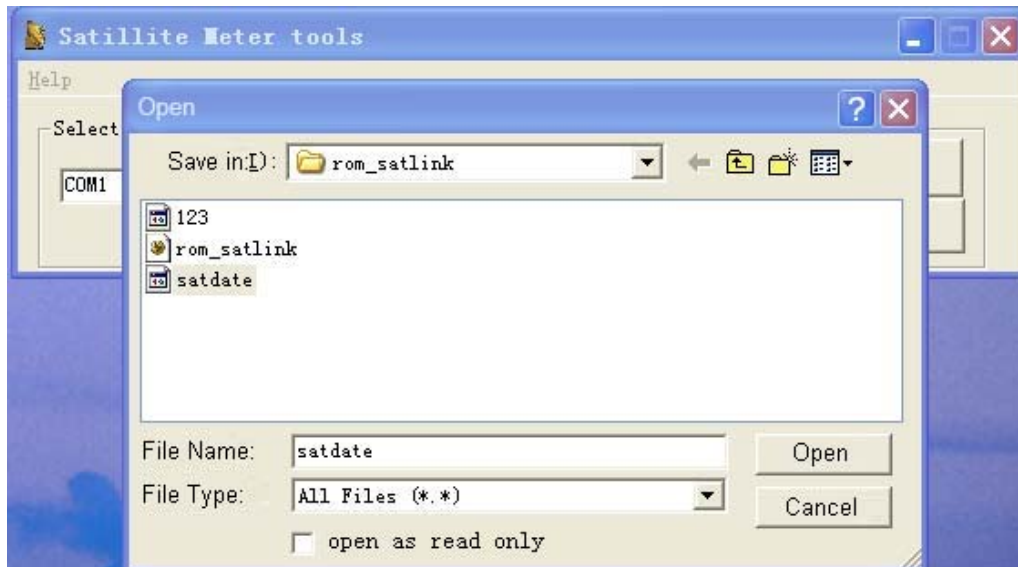 Satillite Meter tools
Help
Open
Select
Save in:I):
rom_satlink
COM1
123
rom_satlink
satdate
File Name:
satdate
Open
File Type:
All Files (*.*)
Cancel
open as read only